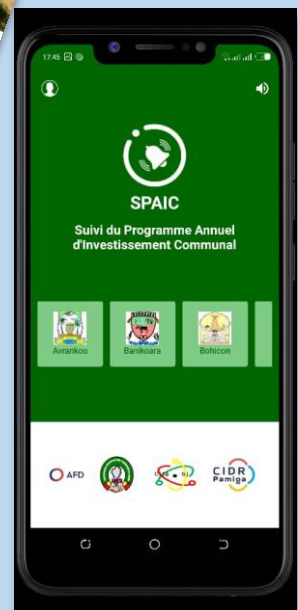 17:45
SPAIC
Suivi du Programme Annuel
d'Investissement Communal
Avrankou
Banikoara
Bohicon
AFD
CIDR
Pamiga